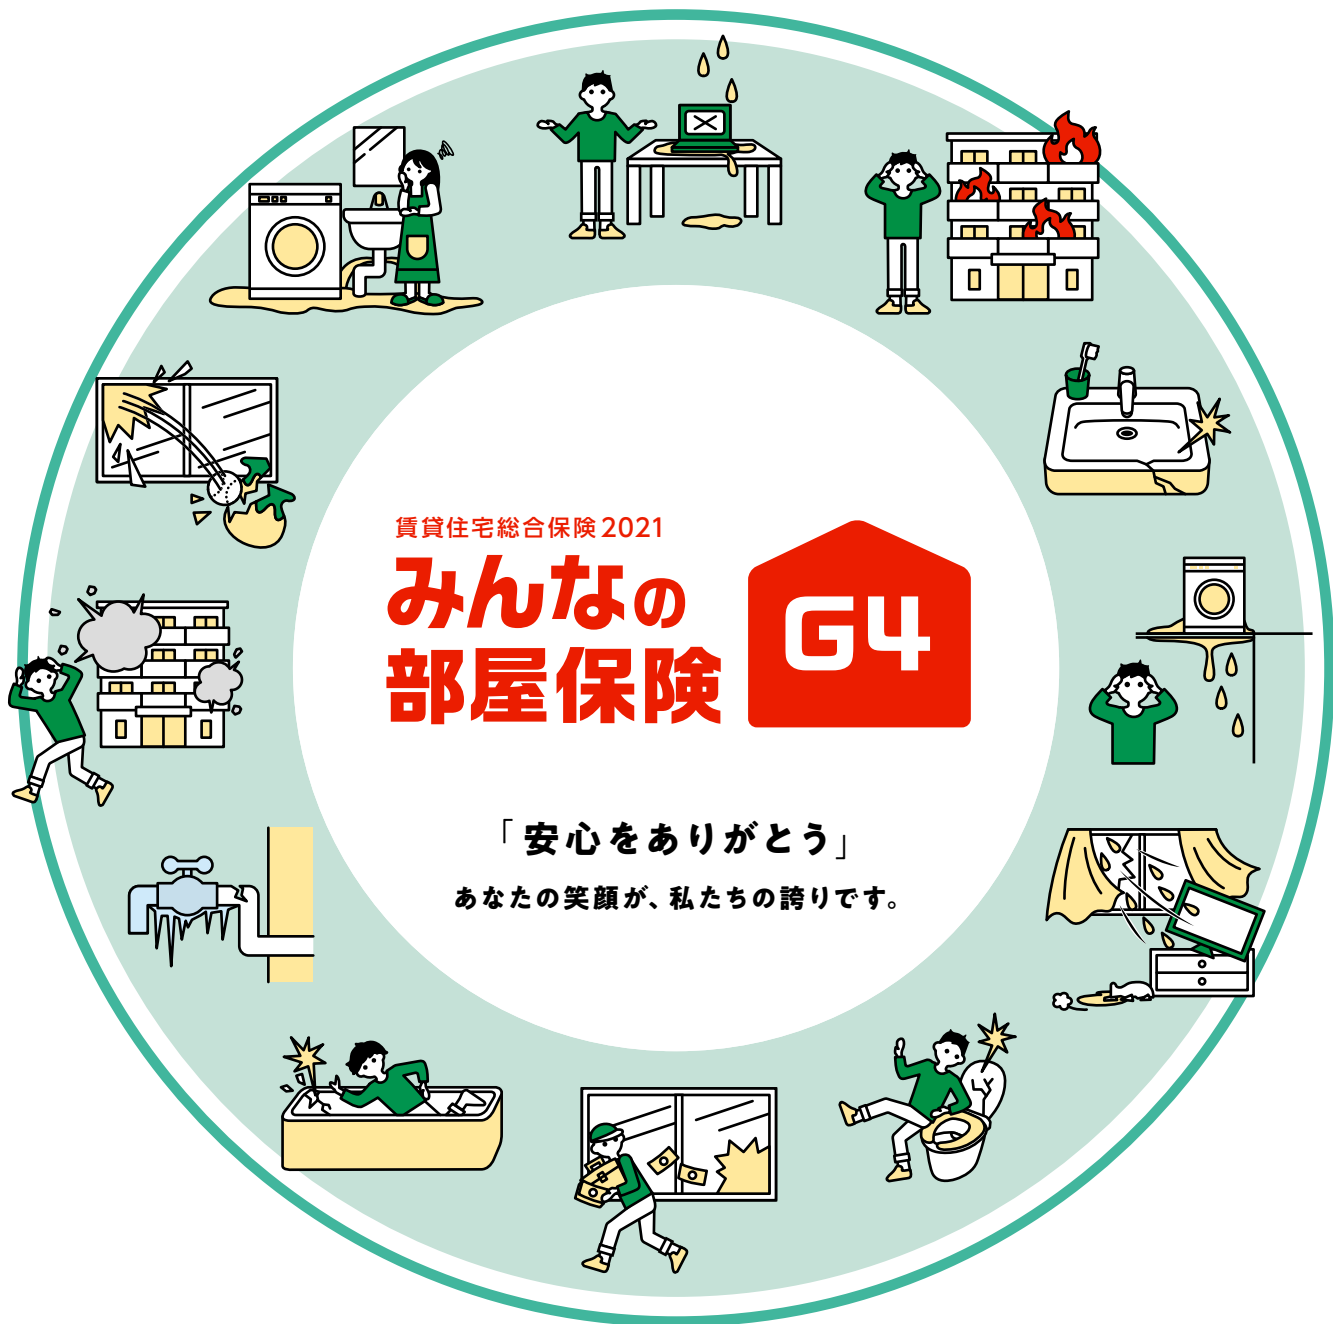 賃貸住宅総合保険2021
みんなの
部屋保険
G4
「安心をありがとう」
あなたの笑顔が、私たちの誇りです。